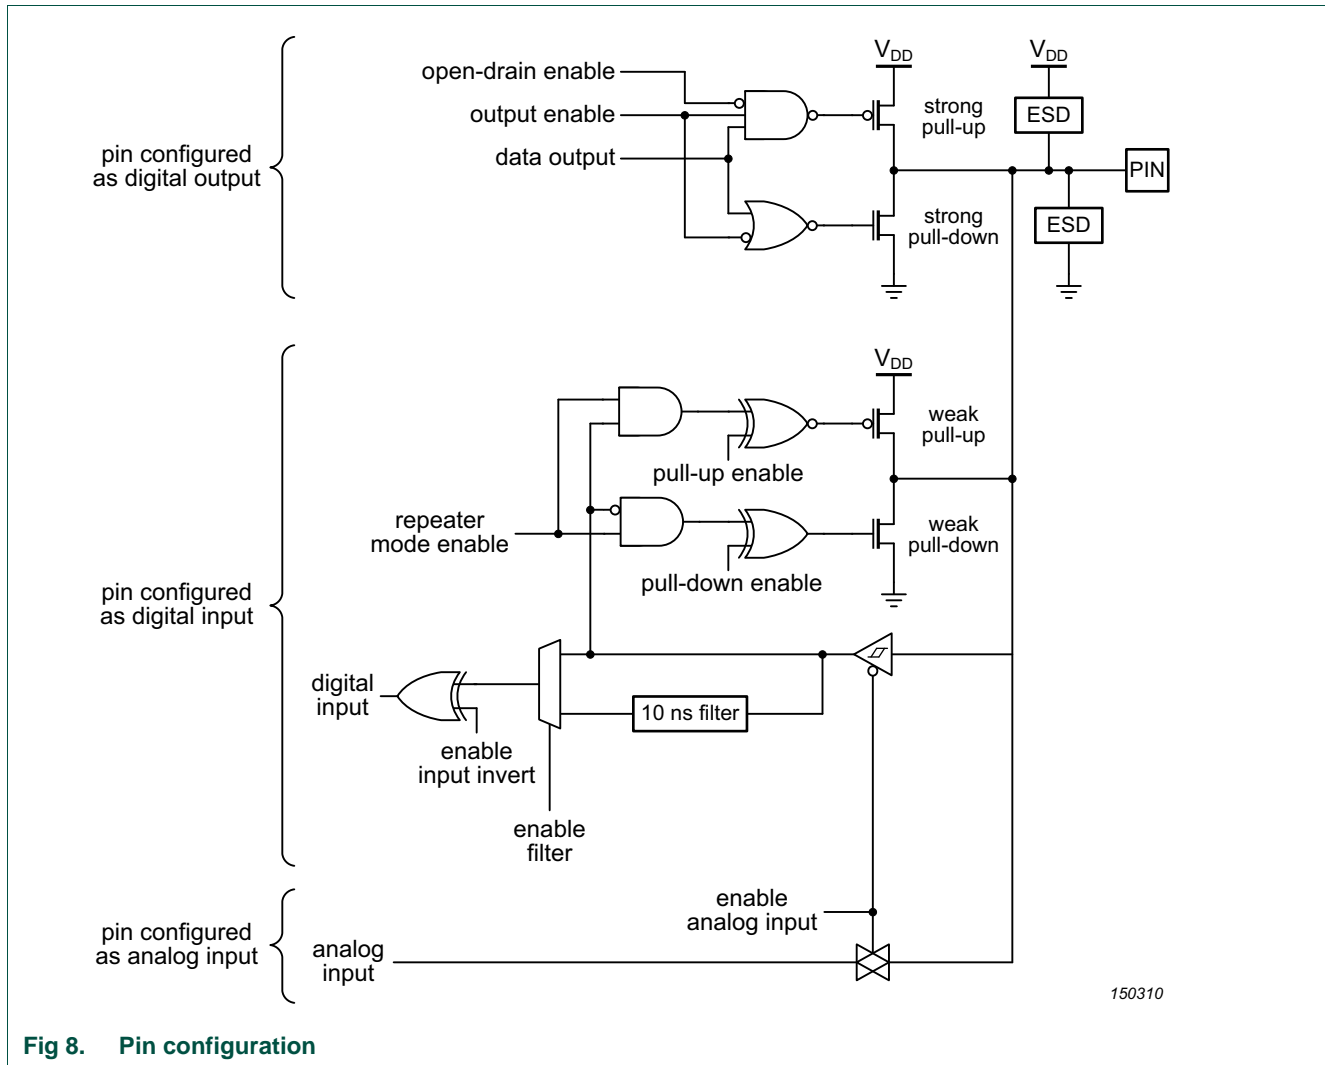 V_DD
V_DD
open-drain enable
output enable
data output
strong
pull-up
ESD
pin configured
as digital output
PIN
strong
pull-down
ESD
V_DD
weak
pull-up
pull-up enable
repeater
mode enable
weak
pull-down
pull-down enable
pin configured
as digital input
digital
input
10 ns filter
enable
input invert
enable
filter
enable
analog input
pin configured
as analog input
analog
input
150310
Fig 8. Pin configuration